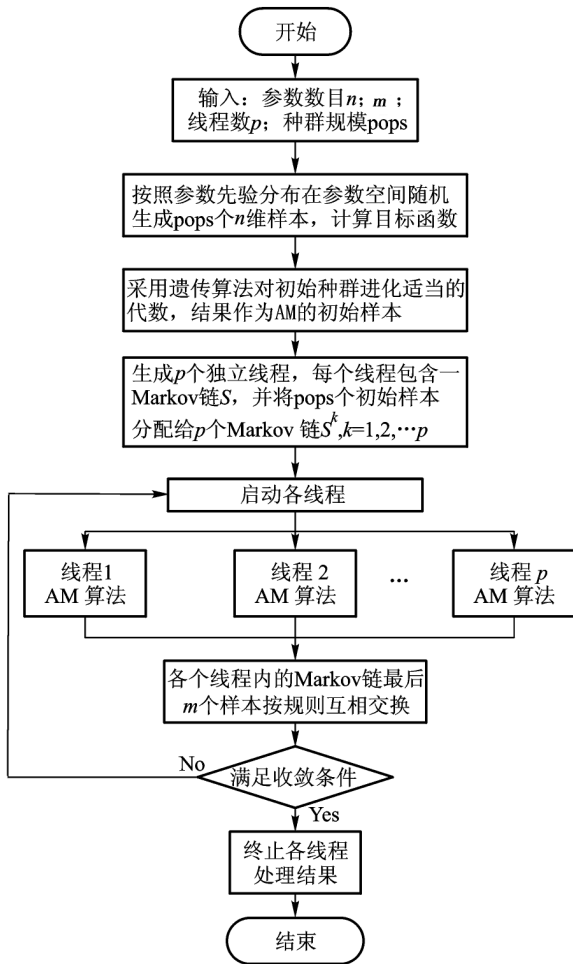 开始
输入：参数数目n；m；
线程数p；种群规模pops
按照参数先验分布在参数空间随机
生成pops个n维样本，计算目标函数
采用遗传算法对初始种群进化适当的
代数，结果作为AM的初始样本
生成p个独立线程，每个线程包含一
Markov链S，并将pops个初始样本
分配给p个Markov 链S^k,k=1,2,…p
启动各线程
线程1
AM 算法
线程 2
AM 算法
…
线程 p
AM 算法
各个线程内的Markov链最后
m个样本按规则互相交换
No
满足收敛条件
Yes
终止各线程
处理结果
结束